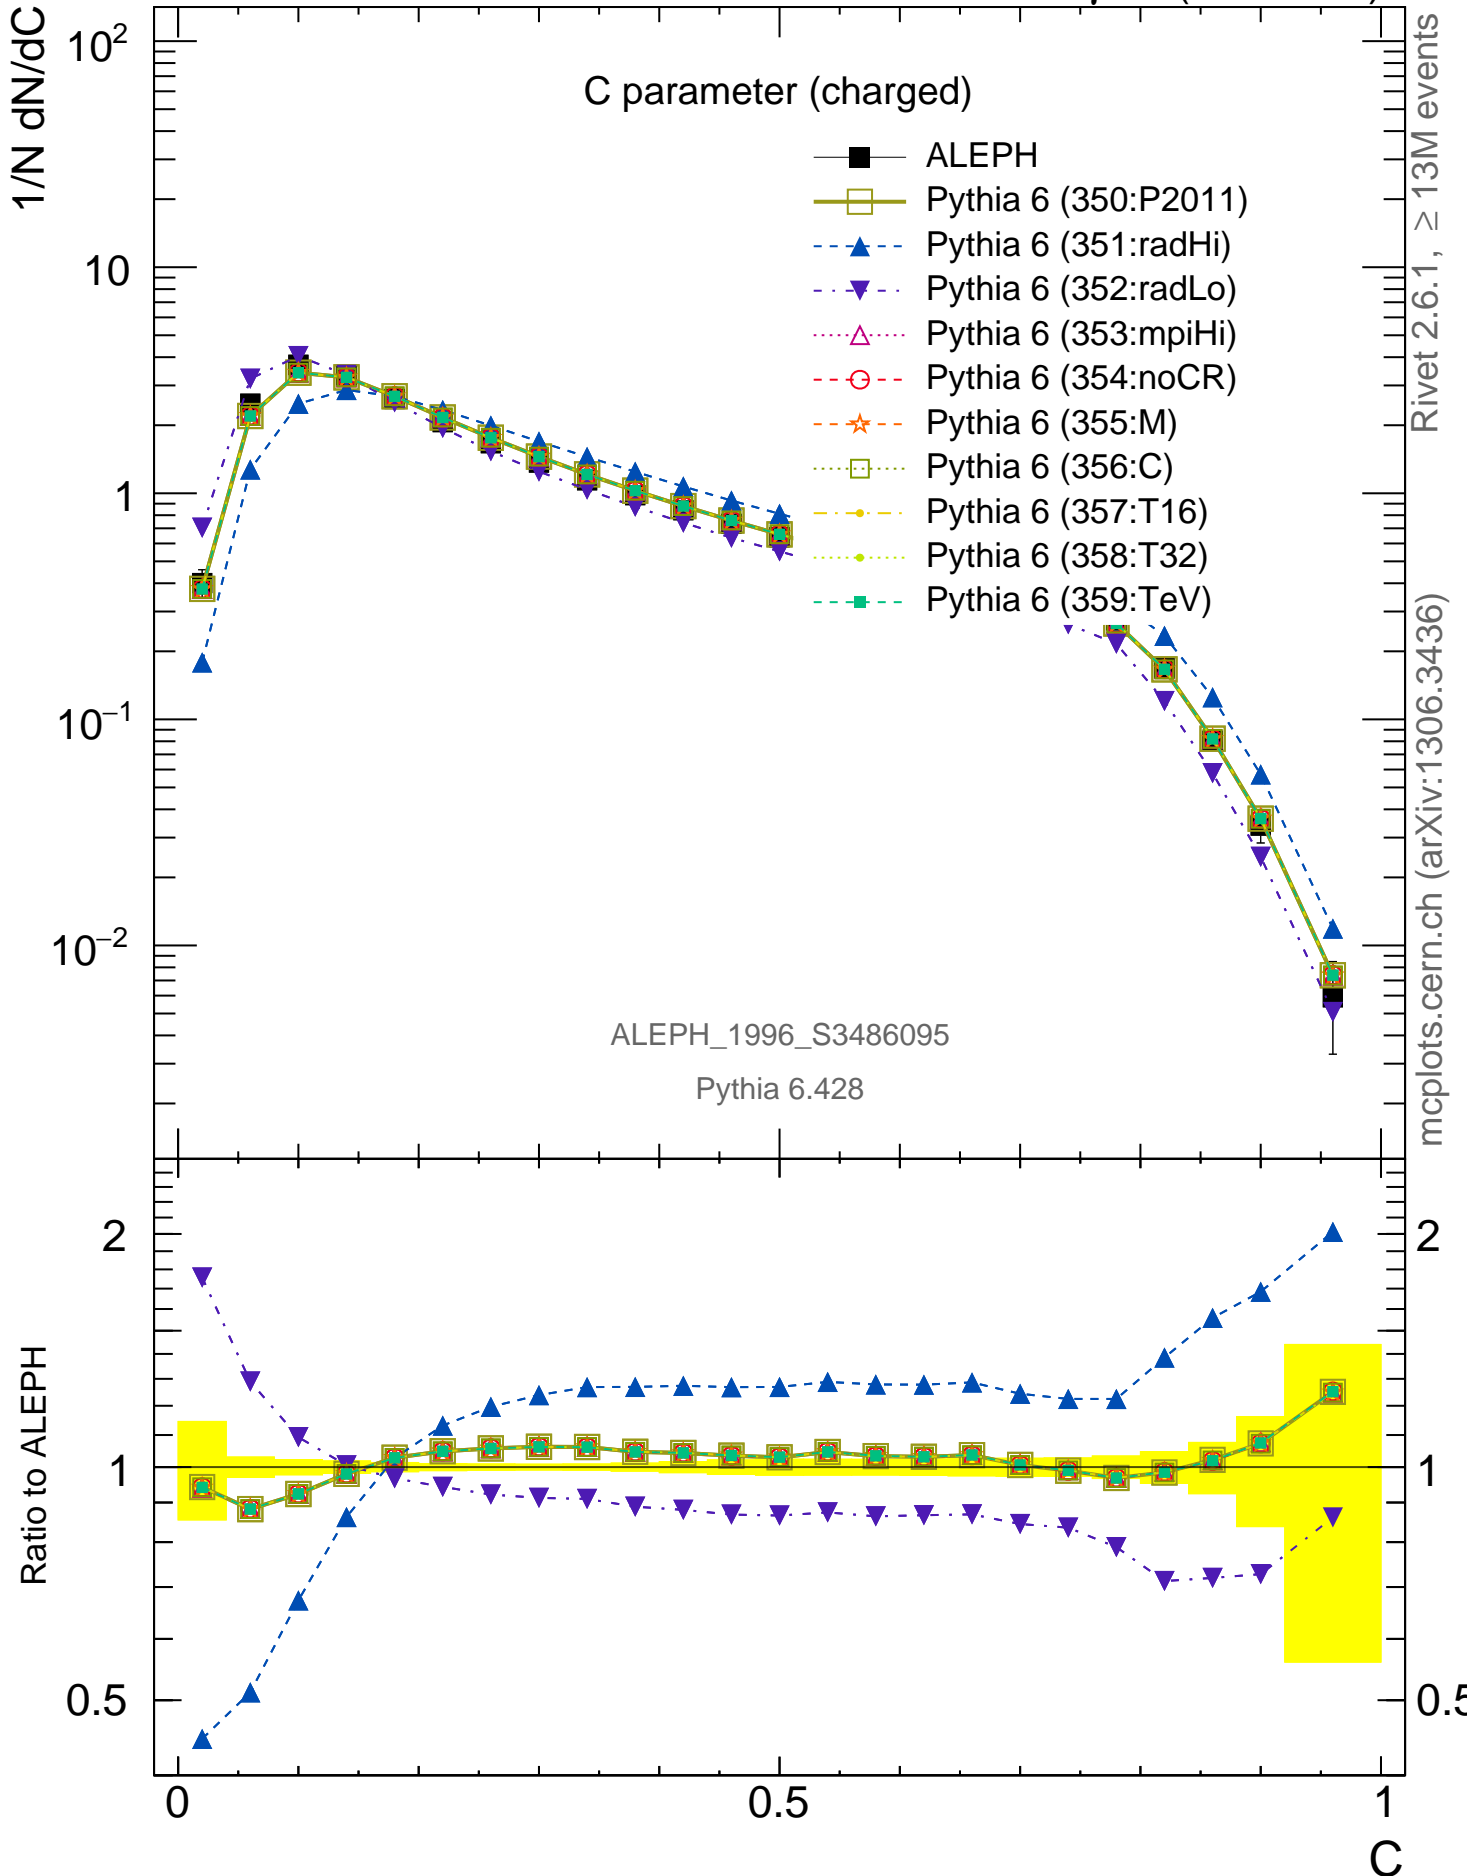 1/N dN/dC
10²
10
1
10⁻¹
10⁻²
C parameter (charged)
ALEPH
Pythia 6 (350:P2011)
Pythia 6 (351:radHi)
Pythia 6 (352:radLo)
Pythia 6 (353:mpiHi)
Pythia 6 (354:noCR)
Pythia 6 (355:M)
Pythia 6 (356:C)
Pythia 6 (357:T16)
Pythia 6 (358:T32)
Pythia 6 (359:TeV)
ALEPH_1996_S3486095
Pythia 6.428
Rivet 2.6.1, ≥ 13M events
mcplots.cern.ch (arXiv:1306.3436)
Ratio to ALEPH
2
1
0.5
2
1
0.5
0
0.5
1
C